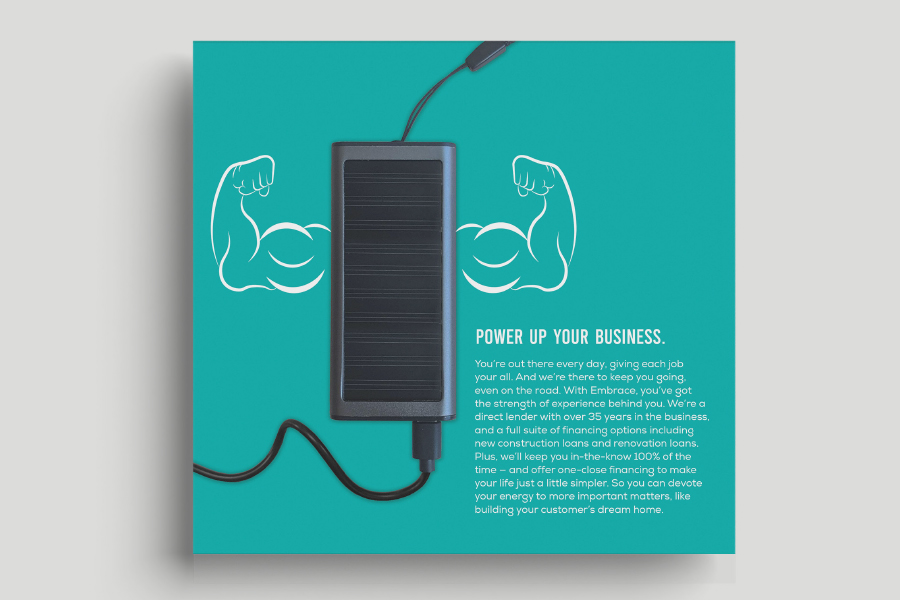 POWER UP YOUR BUSINESS.
You're out there every day, giving each job
your all. And we're there to keep you going,
even on the road. With Embrace, you've got
the strength of experience behind you. We're a
direct lender with over 35 years in the business,
and a full suite of financing options including
new construction loans and renovation loans.
Plus, we'll keep you in-the-know 100% of the
time – and offer one-close financing to make
your life just a little simpler. So you can devote
your energy to more important matters, like
building your customer's dream home.